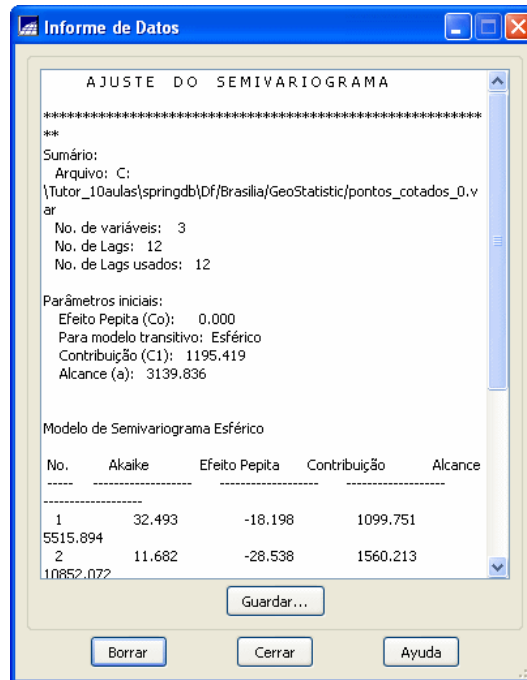 Informe de Datos
AJUSTE DO SEMIVARIOGRAMA
*******************************************************
**
Sumário:
Arquivo: C:
\Tutor_10aulas\springdb\Df/Brasilia/GeoStatistic/pontos_cotados_0.v
ar
No. de variáveis: 3
No. de Lags: 12
No. de Lags usados: 12
Parâmetros iniciais:
Efeito Pepita (Co): 0.000
Para modelo transitivo: Esférico
Contribuição (C1): 1195.419
Alcance (a): 3139.836
Modelo de Semivariograma Esférico
No. Akaike Efeito Pepita Contribuição Alcance
----- ------------------- ------------------- -------------------
-------------------
1 32.493 -18.198 1099.751
5515.894
2 11.682 -28.538 1560.213
10852.072
Guardar...
Borrar Cerrar Ayuda